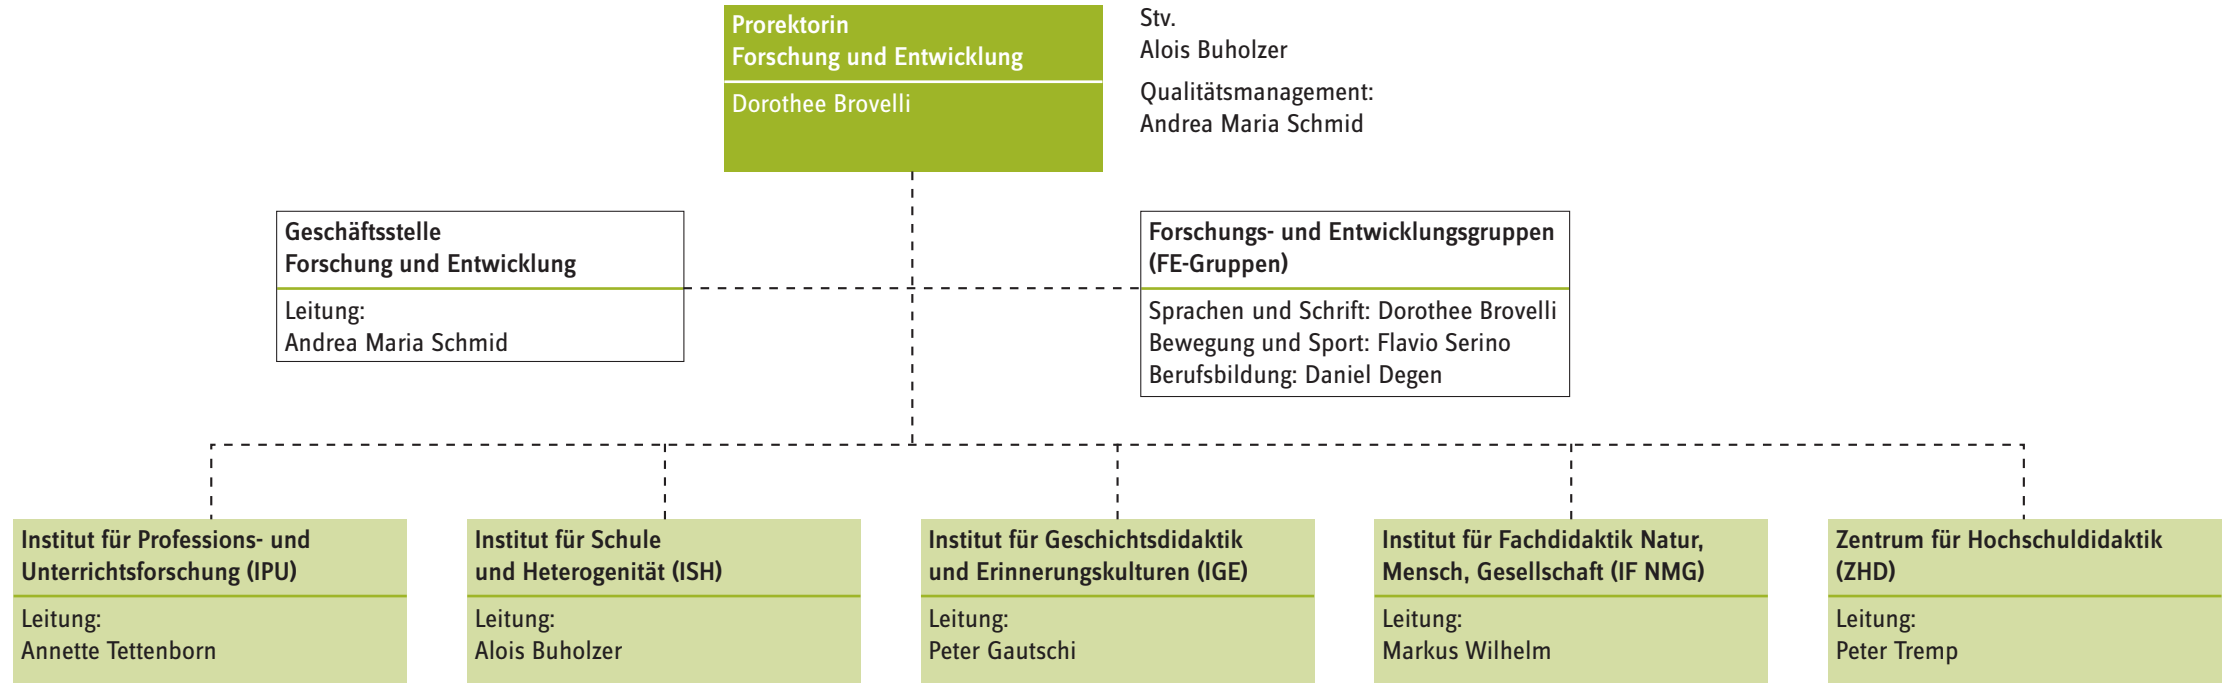 Prorektorin
Forschung und Entwicklung
Dorothee Brovelli
Stv.
Alois Buholzer
Qualitätsmanagement:
Andrea Maria Schmid
Geschäftsstelle
Forschung und Entwicklung
Leitung:
Andrea Maria Schmid
Forschungs- und Entwicklungsgruppen
(FE-Gruppen)
Sprachen und Schrift: Dorothee Brovelli
Bewegung und Sport: Flavio Serino
Berufsbildung: Daniel Degen
Institut für Professions- und
Unterrichtsforschung (IPU)
Leitung:
Annette Tettenborn
Institut für Schule
und Heterogenität (ISH)
Leitung:
Alois Buholzer
Institut für Geschichtsdidaktik
und Erinnerungskulturen (IGE)
Leitung:
Peter Gautschi
Institut für Fachdidaktik Natur,
Mensch, Gesellschaft (IF NMG)
Leitung:
Markus Wilhelm
Zentrum für Hochschuldidaktik
(ZHD)
Leitung:
Peter Tremp